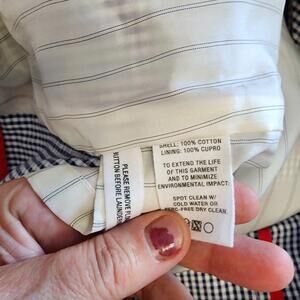 SHELL: 100% COTTON
LINING: 100% CUPRO
TO EXTEND THE LIFE
OF THIS GARMENT
AND TO MINIMIZE
ENVIRONMENTAL IMPACT:
SPOT CLEAN W/
COLD WATER OR
PERC-FREE DRY CLEAN.
PLEASE REMOVE
BUTTON BEFORE